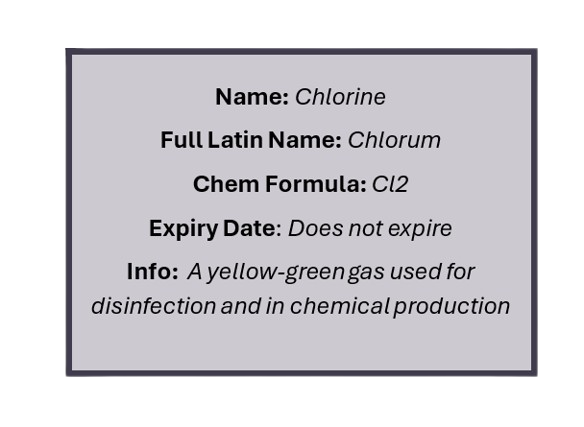 Name: Chlorine
Full Latin Name: Chlorum
Chem Formula: Cl2
Expiry Date: Does not expire
Info: A yellow-green gas used for
disinfection and in chemical production